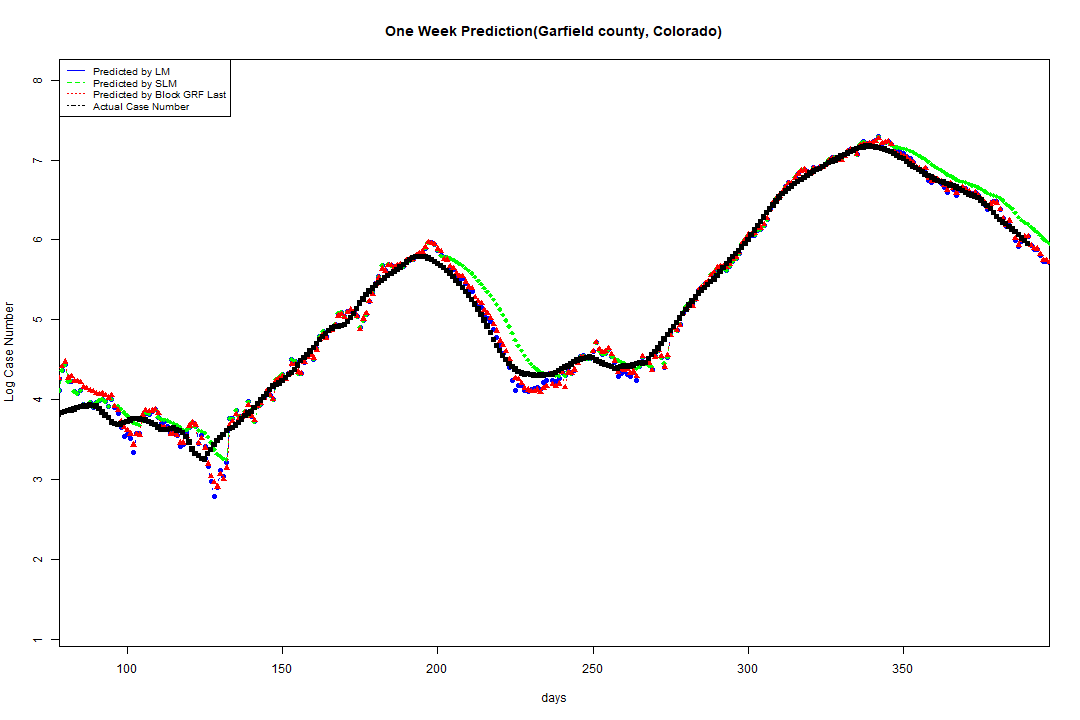 One Week Prediction(Garfield county, Colorado)
Predicted by LM
Predicted by SLM
Predicted by Block GRF Last
Actual Case Number
8
7
6
5
4
3
2
1
Log Case Number
100 150 200 250 300 350
days